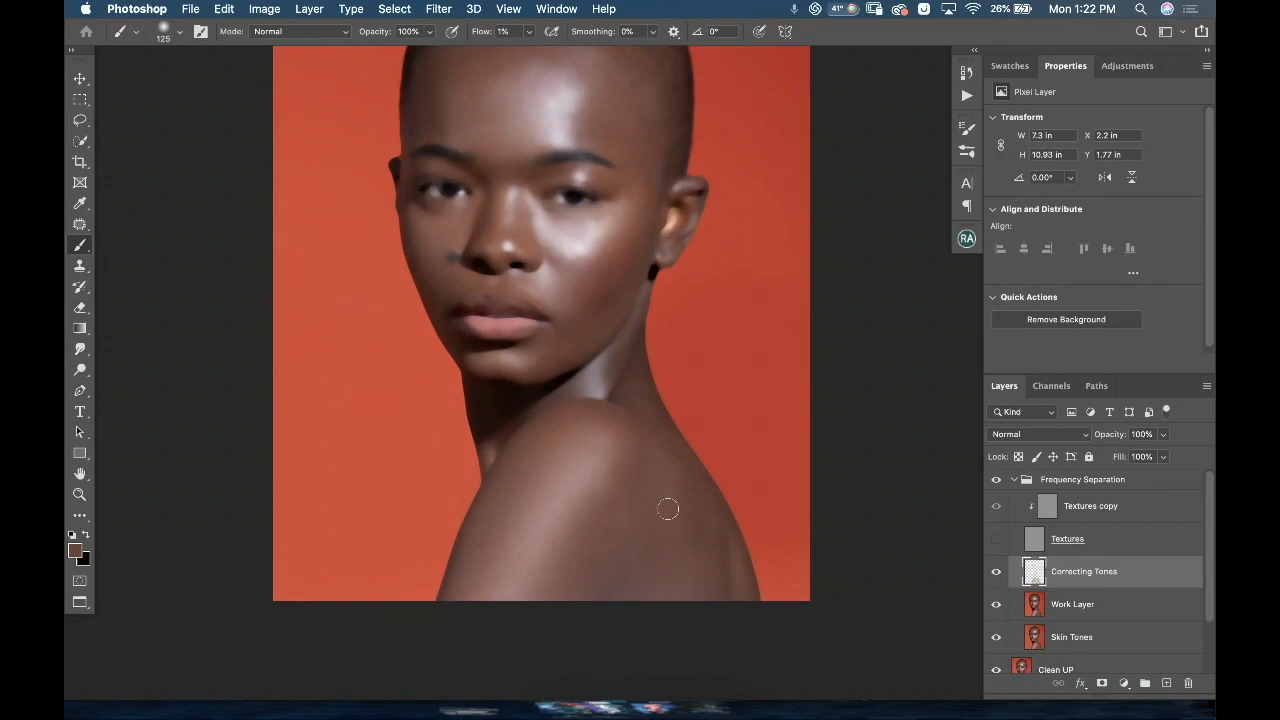 Photoshop File Edit Image Layer Type Select Filter 3D View Window Help 41° 26% Mon 1:22 PM
125 Mode: Normal Opacity: 100% Flow: 1% Smoothing: 0% 0°
Swatches Properties Adjustments
Pixel Layer
Transform
W 7.3 in X 2.2 in
H 10.93 in Y 1.77 in
0.00°
Align and Distribute
Align:
RA
Quick Actions
Remove Background
Layers Channels Paths
Kind
Normal Opacity: 100%
Lock: Fill: 100%
Frequency Separation
Textures copy
Textures
Correcting Tones
Work Layer
Skin Tones
Clean UP